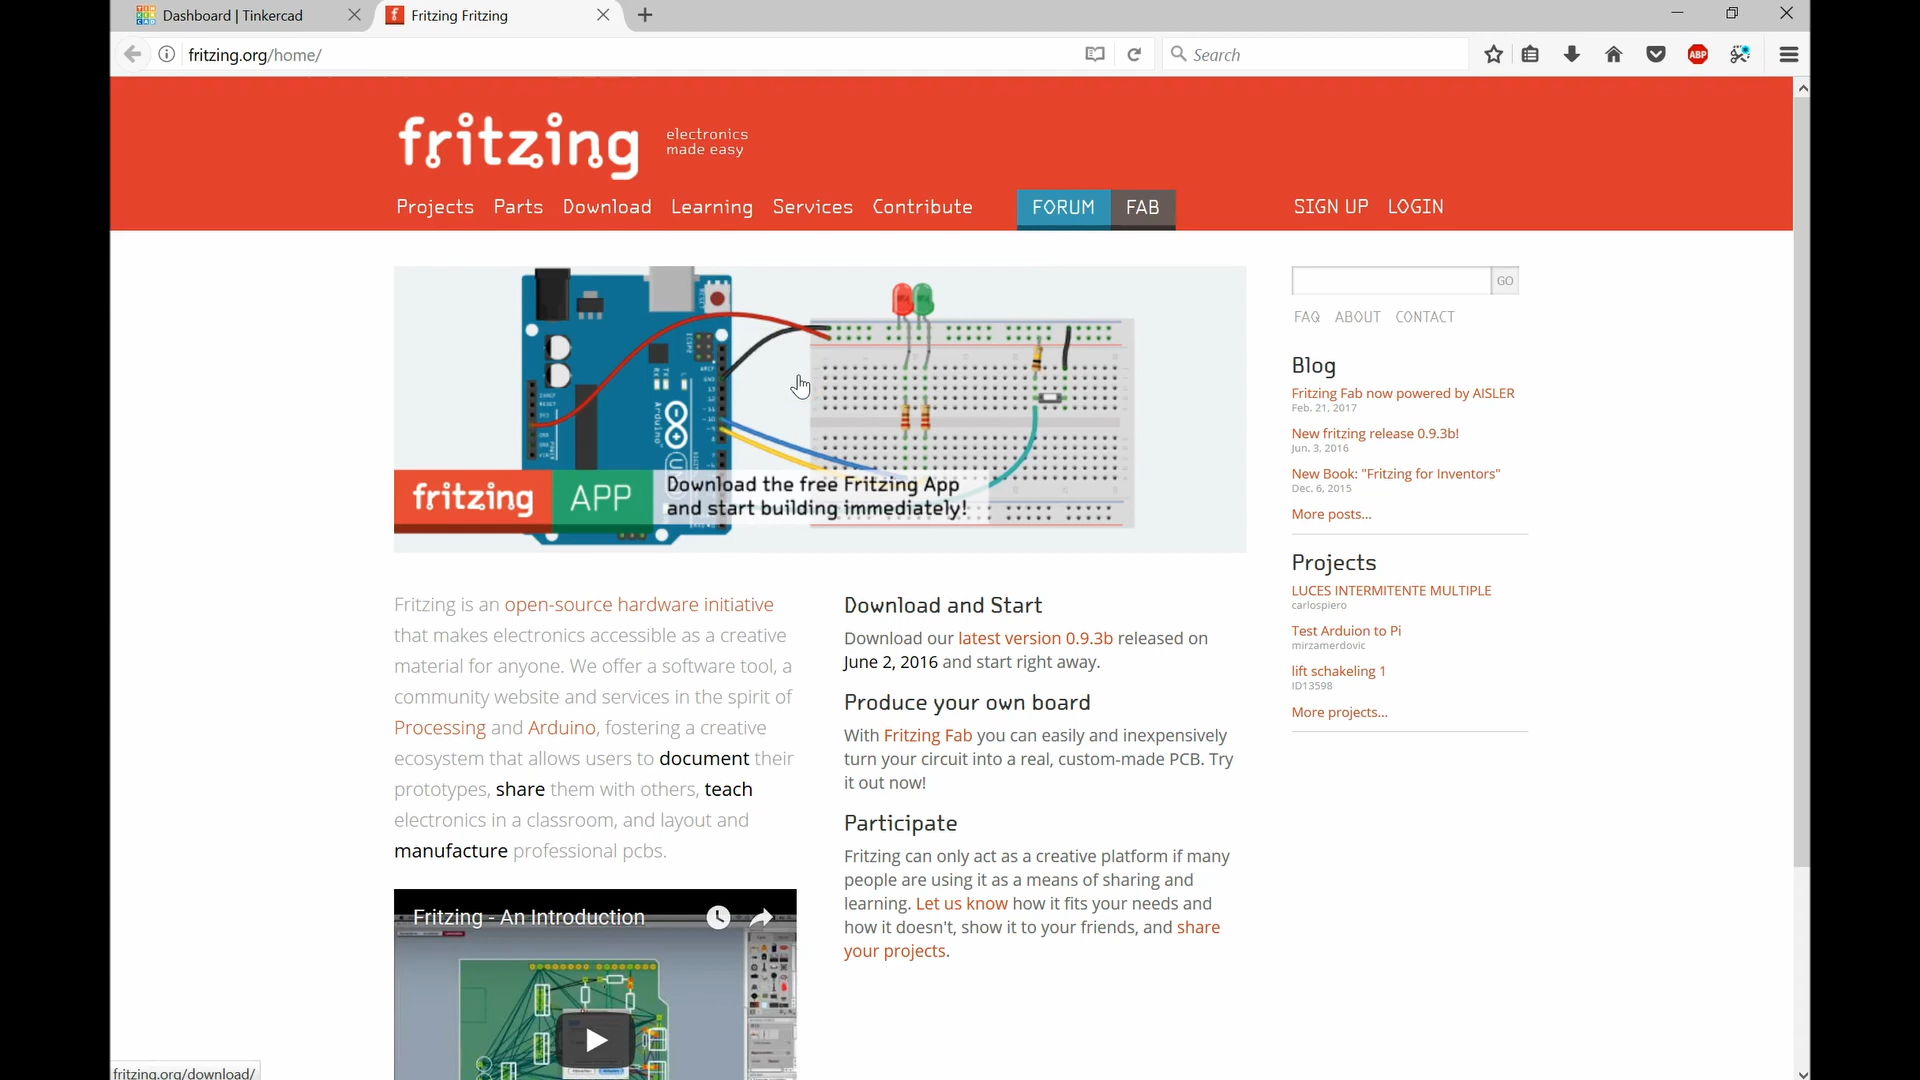 Dashboard | Tinkercad
Fritzing Fritzing
fritzing.org/home/
Search
ABP
fritzing
electronics
made easy
Projects Parts Download Learning Services Contribute
FORUM FAB
SIGN UP LOGIN
GO
FAQ ABOUT CONTACT
fritzing APP
Download the free Fritzing App
and start building immediately!
Blog
Fritzing Fab now powered by AISLER
Feb. 21, 2017
New fritzing release 0.9.3b!
Jun. 3, 2016
New Book: "Fritzing for Inventors"
Dec. 6, 2015
More posts...
Projects
LUCES INTERMITENTE MULTIPLE
carlospiero
Test Arduion to Pi
mirzamerdovic
lift schakeling 1
ID13598
More projects...
Fritzing is an open-source hardware initiative
that makes electronics accessible as a creative
material for anyone. We offer a software tool, a
community website and services in the spirit of
Processing and Arduino, fostering a creative
ecosystem that allows users to document their
prototypes, share them with others, teach
electronics in a classroom, and layout and
manufacture professional pcbs.
Download and Start
Download our latest version 0.9.3b released on
June 2, 2016 and start right away.
Produce your own board
With Fritzing Fab you can easily and inexpensively
turn your circuit into a real, custom-made PCB. Try
it out now!
Participate
Fritzing can only act as a creative platform if many
people are using it as a means of sharing and
learning. Let us know how it fits your needs and
how it doesn't, show it to your friends, and share
your projects.
Fritzing - An Introduction
fritzing.org/download/